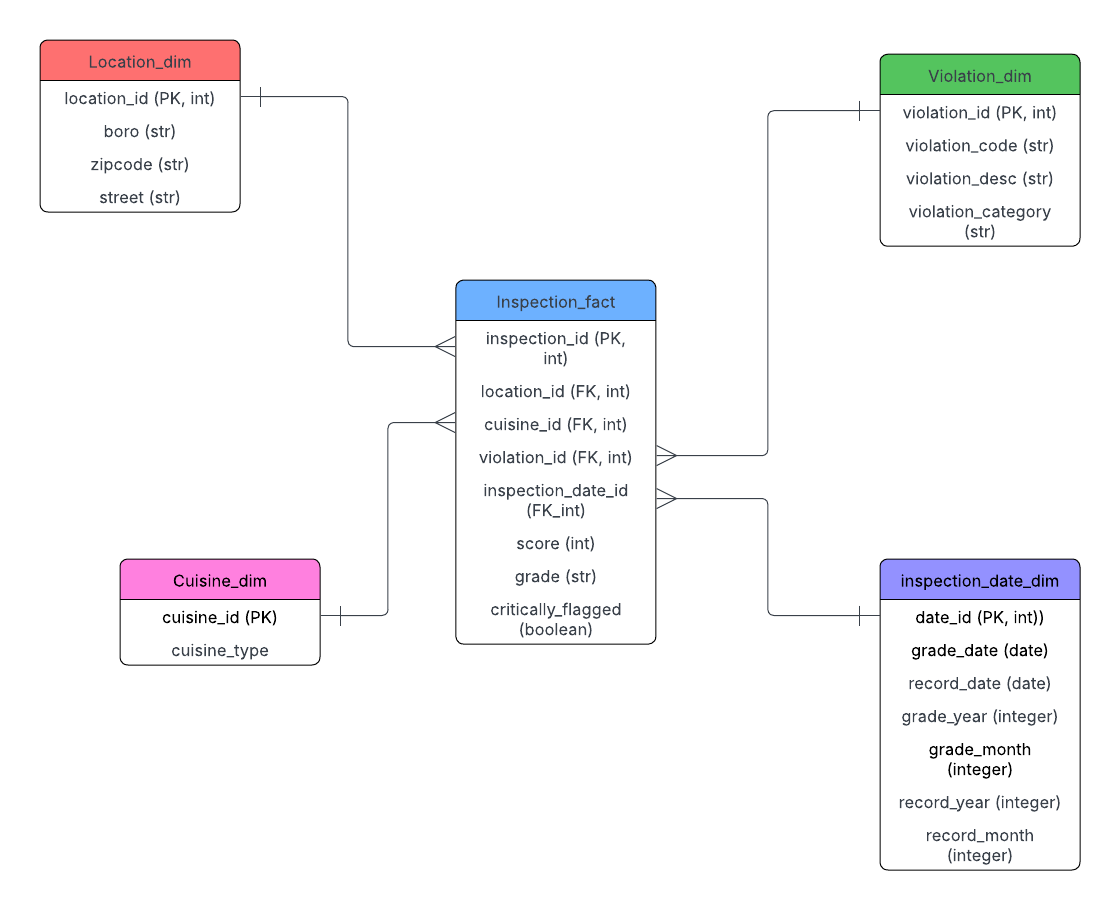 Location_dim
location_id (PK, int)
boro (str)
zipcode (str)
street (str)
Violation_dim
violation_id (PK, int)
violation_code (str)
violation_desc (str)
violation_category
(str)
Inspection_fact
inspection_id (PK,
int)
location_id (FK, int)
cuisine_id (FK, int)
violation_id (FK, int)
inspection_date_id
(FK_int)
score (int)
grade (str)
critically_flagged
(boolean)
Cuisine_dim
cuisine_id (PK)
cuisine_type
inspection_date_dim
date_id (PK, int))
grade_date (date)
record_date (date)
grade_year (integer)
grade_month
(integer)
record_year (integer)
record_month
(integer)